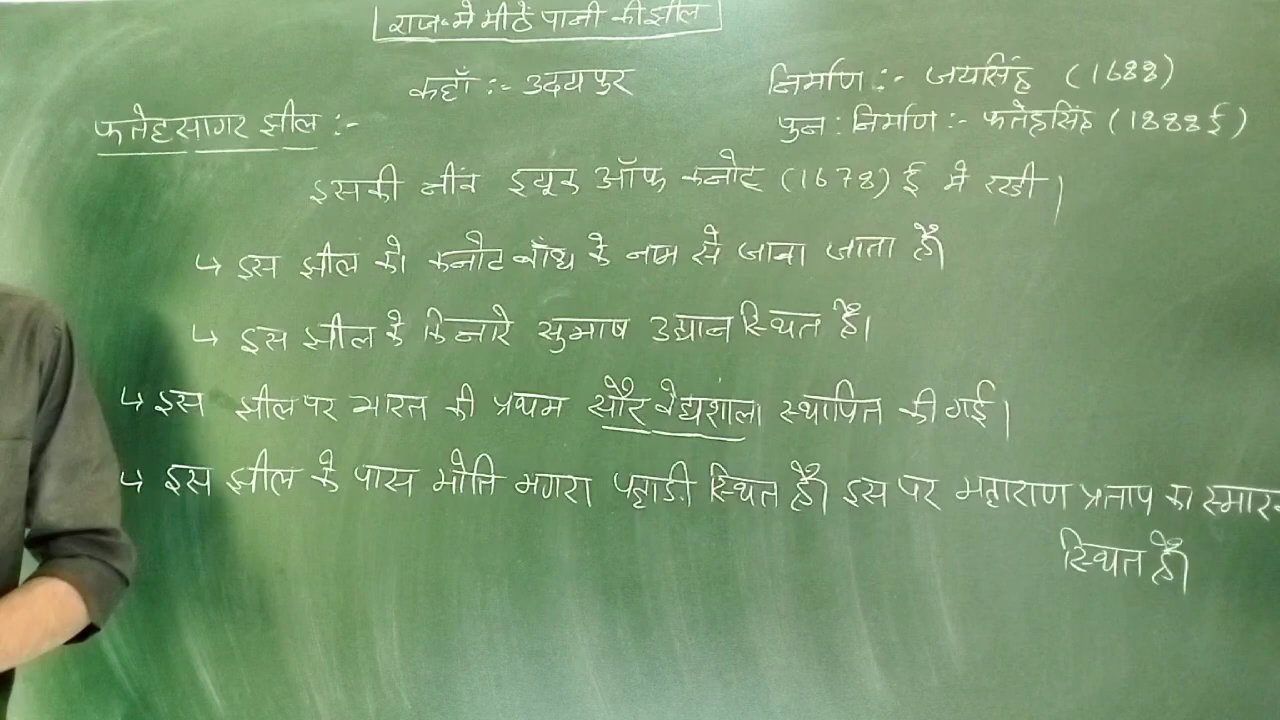 राज॰ मे मीठे पानी की झील
कहाँ :- उदयपुर
निर्माण :- जयसिंह (1688)
फतेहसागर झील :-
पुन: निर्माण :- फतेहसिंह (1888 ई)
इसकी नींव ड्यूक ऑफ कनोट (1678) ई मे रखी।
↳ इस झील को कनोट बाँध के नाम से जाना जाता है।
↳ इस झील के किनारे सुभाष उद्यान स्थित है।
↳ इस झील पर भारत की प्रथम सौर वेद्यशाला स्थापित की गई।
↳ इस झील के पास मोति मगरा पहाडी स्थित है। इस पर महाराण प्रताप का स्मारक
स्थित है।